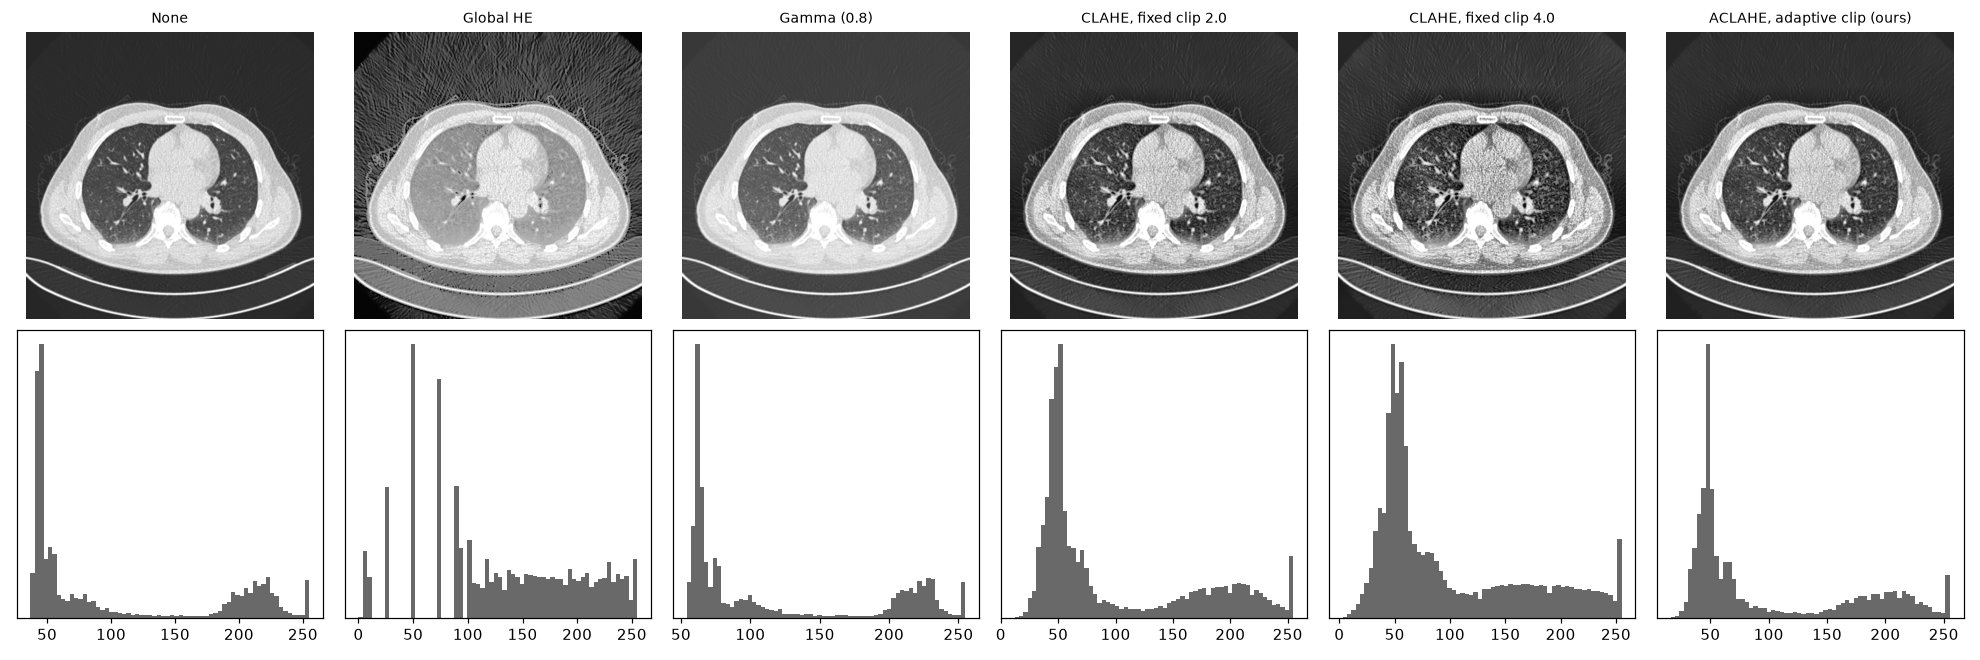 None
Global HE
Gamma (0.8)
CLAHE, fixed clip 2.0
CLAHE, fixed clip 4.0
ACLAHE, adaptive clip (ours)
50 100 150 200 250
0 50 100 150 200 250
50 100 150 200 250
0 50 100 150 200 250
0 50 100 150 200 250
50 100 150 200 250